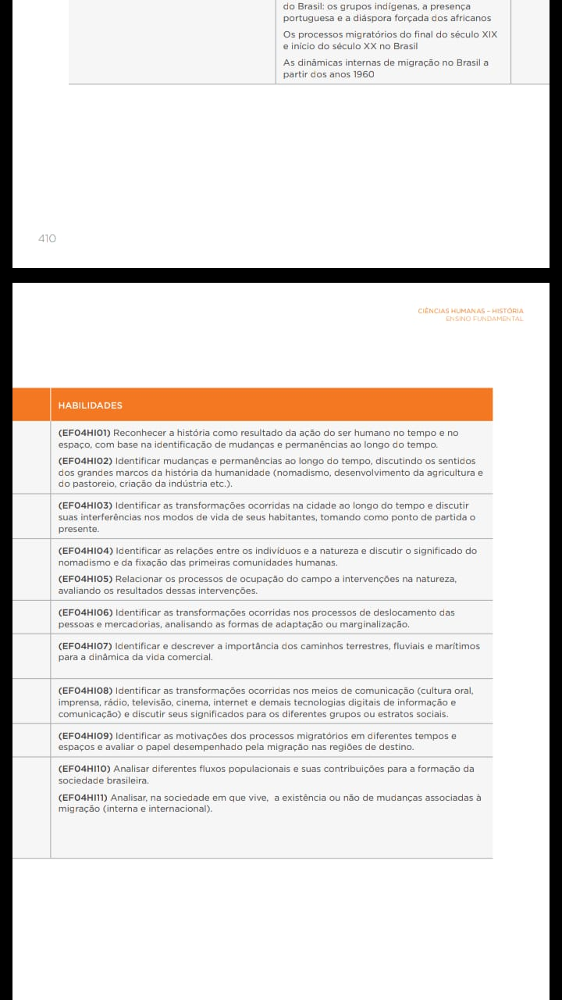 do Brasil: os grupos indígenas, a presença
portuguesa e a diáspora forçada dos africanos
Os processos migratórios do final do século XIX
e início do século XX no Brasil
As dinâmicas internas de migração no Brasil a
partir dos anos 1960
410
CIÊNCIAS HUMANAS – HISTÓRIA
ENSINO FUNDAMENTAL
HABILIDADES
(EF04HI01) Reconhecer a história como resultado da ação do ser humano no tempo e no
espaço, com base na identificação de mudanças e permanências ao longo do tempo.
(EF04HI02) Identificar mudanças e permanências ao longo do tempo, discutindo os sentidos
dos grandes marcos da história da humanidade (nomadismo, desenvolvimento da agricultura e
do pastoreio, criação da indústria etc.).
(EF04HI03) Identificar as transformações ocorridas na cidade ao longo do tempo e discutir
suas interferências nos modos de vida de seus habitantes, tomando como ponto de partida o
presente.
(EF04HI04) Identificar as relações entre os indivíduos e a natureza e discutir o significado do
nomadismo e da fixação das primeiras comunidades humanas.
(EF04HI05) Relacionar os processos de ocupação do campo a intervenções na natureza,
avaliando os resultados dessas intervenções.
(EF04HI06) Identificar as transformações ocorridas nos processos de deslocamento das
pessoas e mercadorias, analisando as formas de adaptação ou marginalização.
(EF04HI07) Identificar e descrever a importância dos caminhos terrestres, fluviais e marítimos
para a dinâmica da vida comercial.
(EF04HI08) Identificar as transformações ocorridas nos meios de comunicação (cultura oral,
imprensa, rádio, televisão, cinema, internet e demais tecnologias digitais de informação e
comunicação) e discutir seus significados para os diferentes grupos ou estratos sociais.
(EF04HI09) Identificar as motivações dos processos migratórios em diferentes tempos e
espaços e avaliar o papel desempenhado pela migração nas regiões de destino.
(EF04HI10) Analisar diferentes fluxos populacionais e suas contribuições para a formação da
sociedade brasileira.
(EF04HI11) Analisar, na sociedade em que vive, a existência ou não de mudanças associadas à
migração (interna e internacional).